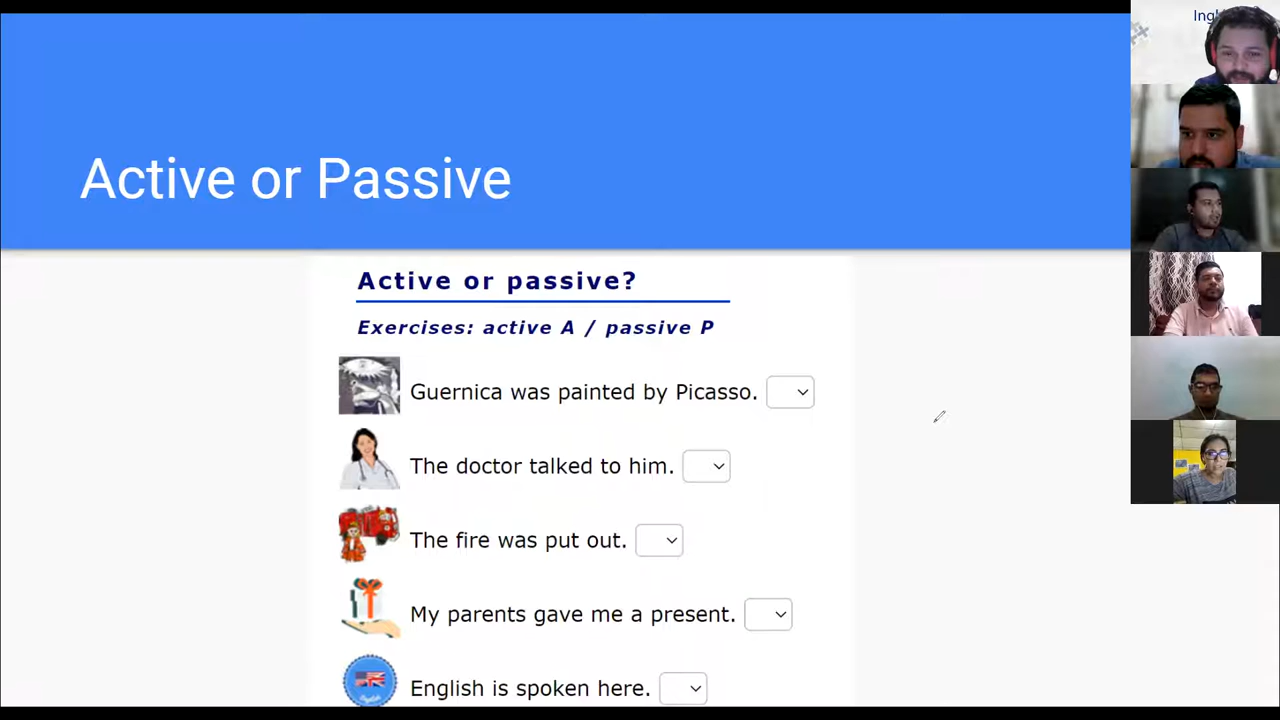 Active or Passive
Active or passive?
Exercises: active A / passive P
Guernica was painted by Picasso.
The doctor talked to him.
The fire was put out.
My parents gave me a present.
English is spoken here.